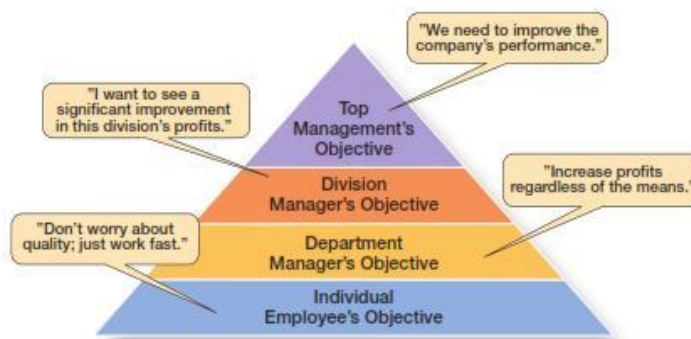 "We need to improve the
company's performance."
"I want to see a
significant improvement
in this division's profits."
Top
Management's
Objective
"Increase profits
regardless of the means."
Division
Manager's Objective
"Don't worry about
quality; just work fast."
Department
Manager's Objective
Individual
Employee's Objective